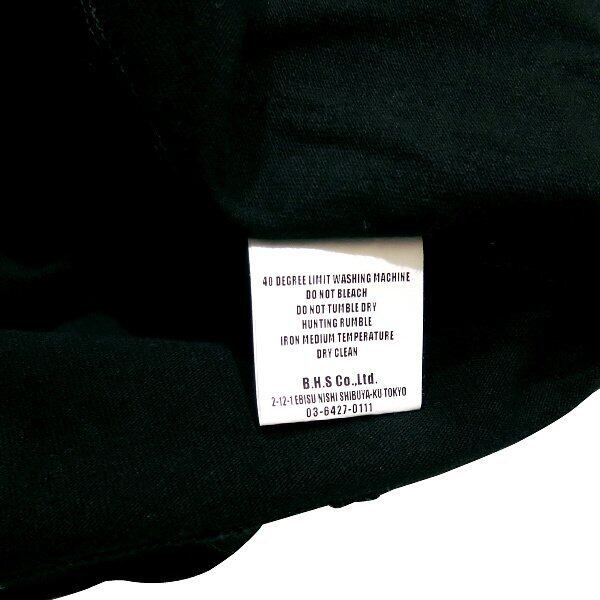 40 DEGREE LIMIT WASHING MACHINE
DO NOT BLEACH
DO NOT TUMBLE DRY
HUNTING RUMBLE
IRON MEDIUM TEMPERATURE
DRY CLEAN
B.H.S Co.,Ltd.
2-12-1 EBISU NISHI SHIBUYA-KU TOKYO
03-6427-0111